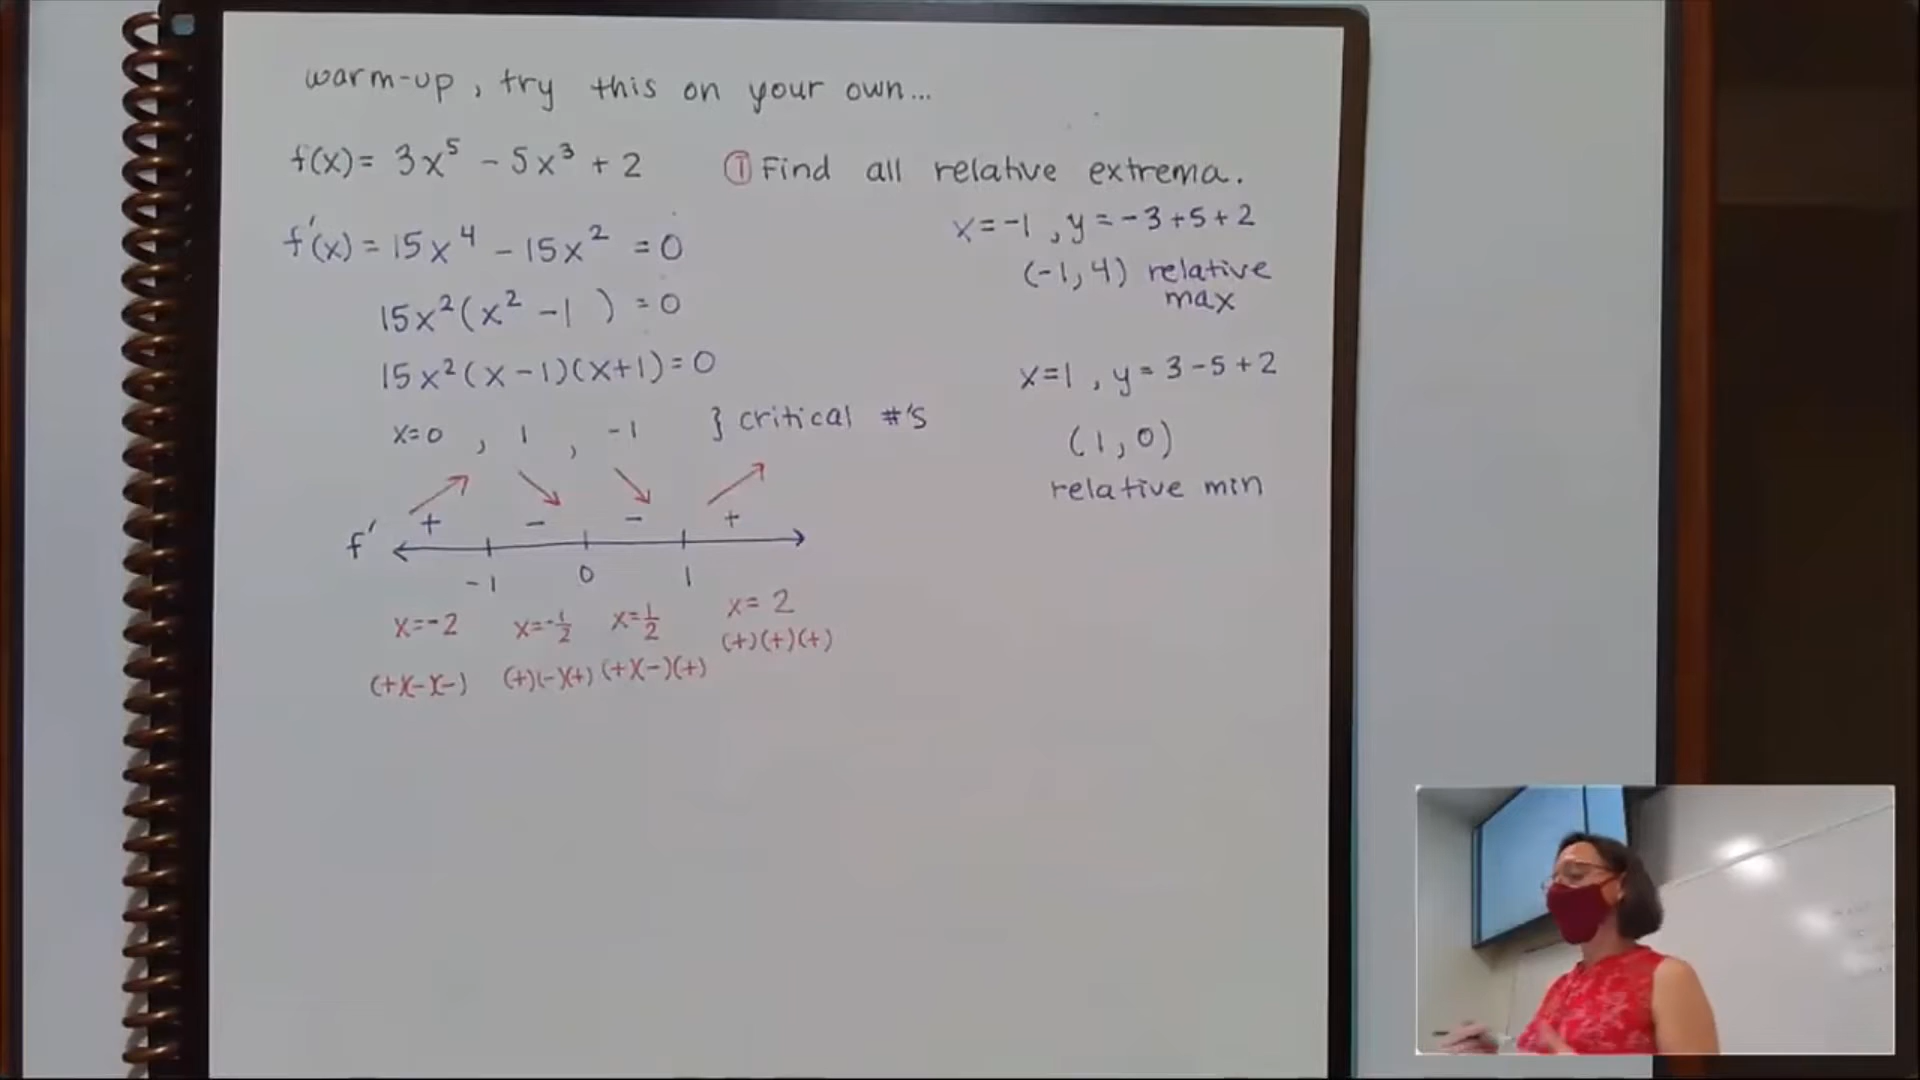 warm-up, try this on your own...
f(x) = 3x⁵ - 5x³ + 2
① Find all relative extrema.
f'(x) = 15x⁴ - 15x² = 0
15x²(x² - 1 ) = 0
15x²(x-1)(x+1) = 0
x=0 , 1 , -1 } critical #'s
+ - - +
f'
-1 0 1
x=-2 x=-1/2 x=1/2 x=2
(+)(-)(-) (+)(-)(+) (+)(-)(+) (+)(+)(+)
x=-1 , y = -3+5+2
(-1,4) relative
max
x=1 , y = 3-5+2
(1,0)
relative min